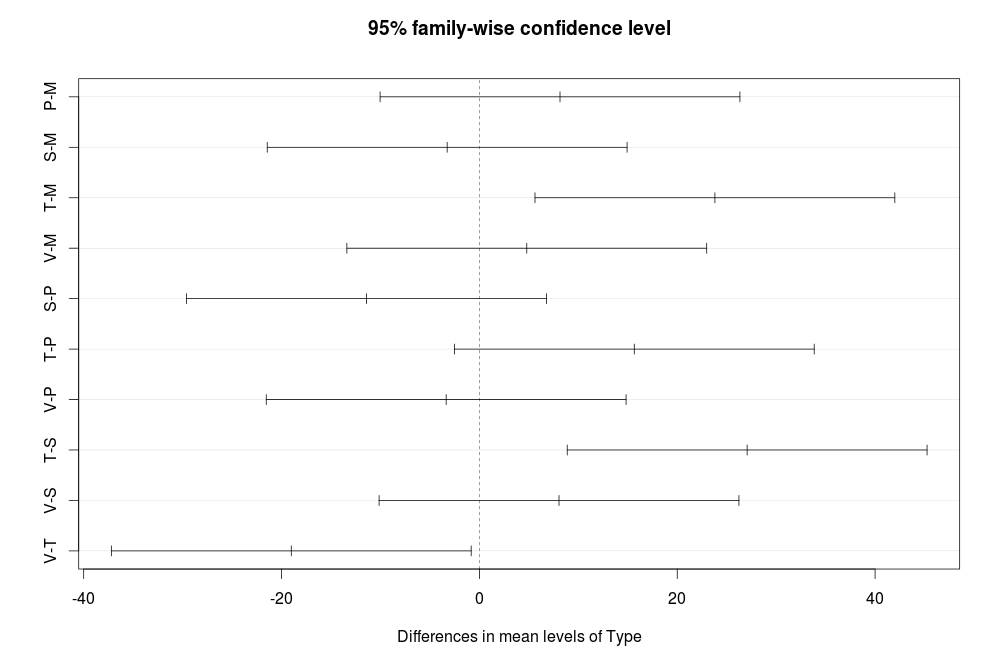 95% family-wise confidence level
P-M
S-M
T-M
V-M
S-P
T-P
V-P
T-S
V-S
V-T
-40 -20 0 20 40
Differences in mean levels of Type